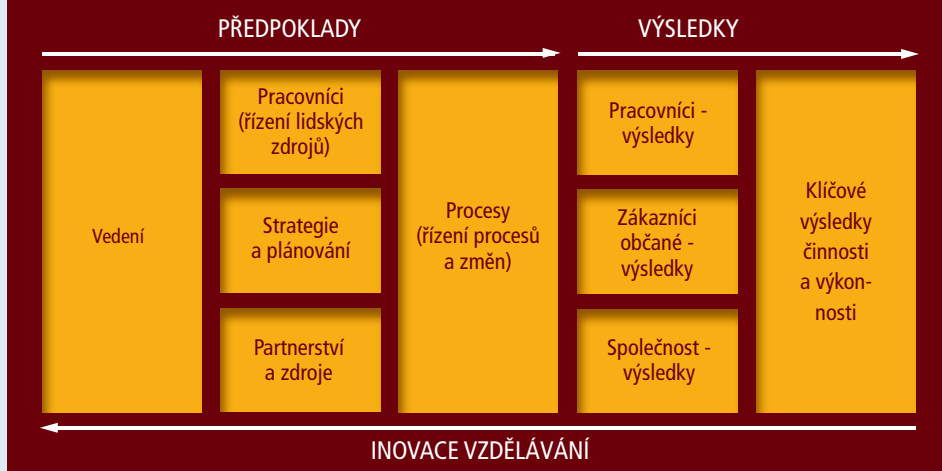 PŘEDPOKLADY
VÝSLEDKY
Vedení
Pracovníci
(řízení lidských
zdrojů)
Strategie
a plánování
Partnerství
a zdroje
Procesy
(řízení procesů
a změn)
Pracovníci -
výsledky
Zákazníci
občané -
výsledky
Společnost -
výsledky
Klíčové
výsledky
činnosti
a výkon-
nosti
INOVACE VZDĚLÁVÁNÍ